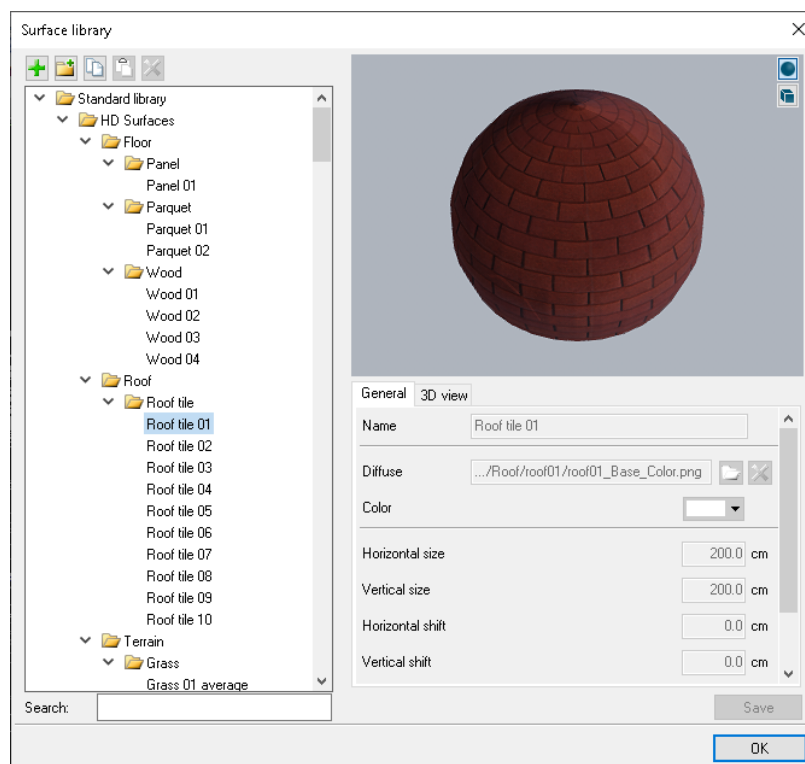 Surface library
Standard library
HD Surfaces
Floor
Panel
Panel 01
Parquet
Parquet 01
Parquet 02
Wood
Wood 01
Wood 02
Wood 03
Wood 04
Roof
Roof tile
Roof tile 01
Roof tile 02
Roof tile 03
Roof tile 04
Roof tile 05
Roof tile 06
Roof tile 07
Roof tile 08
Roof tile 09
Roof tile 10
Terrain
Grass
Grass 01 average
Search:
General 3D view
Name Roof tile 01
Diffuse .../Roof/roof01/roof01_Base_Color.png
Color
Horizontal size 200.0 cm
Vertical size 200.0 cm
Horizontal shift 0.0 cm
Vertical shift 0.0 cm
Save
OK